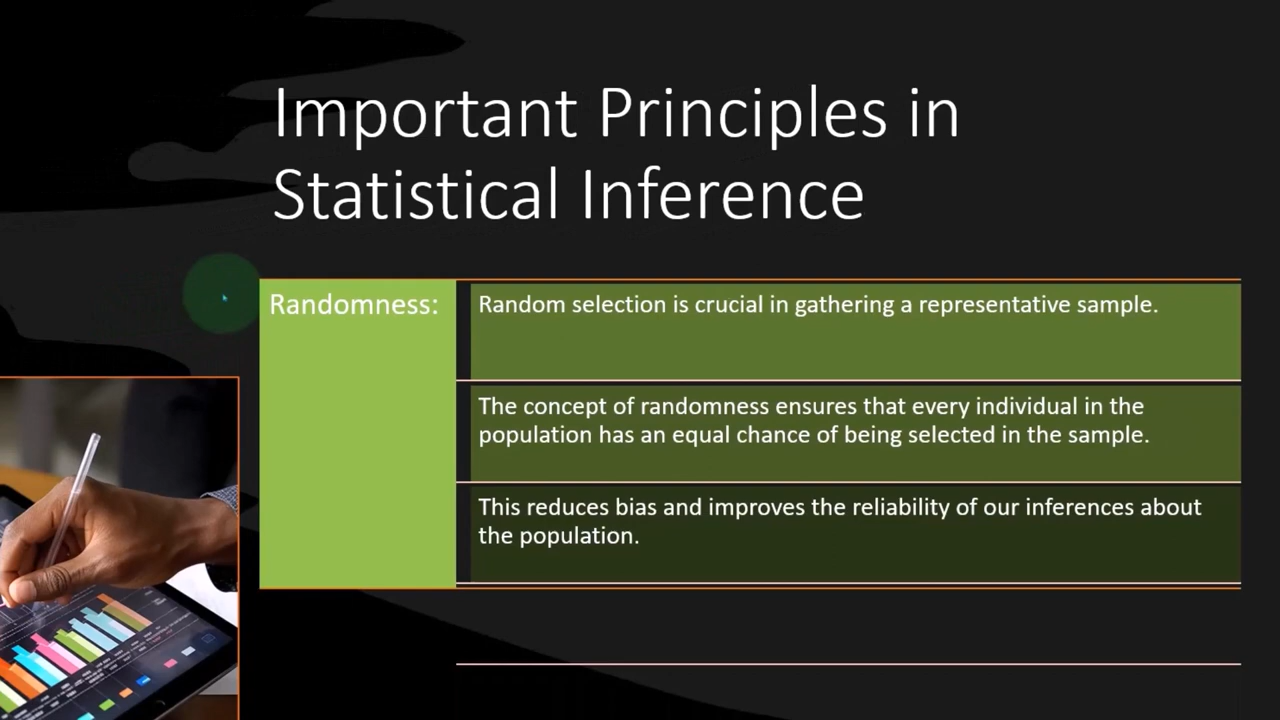 Important Principles in
Statistical Inference
Randomness:
Random selection is crucial in gathering a representative sample.
The concept of randomness ensures that every individual in the
population has an equal chance of being selected in the sample.
This reduces bias and improves the reliability of our inferences about
the population.